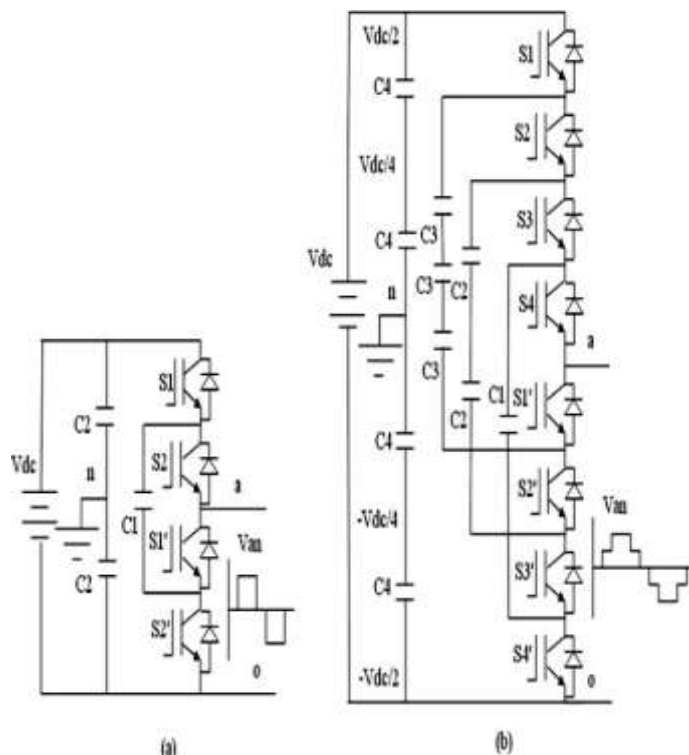 Vdc/2
S1
C4
S2
Vdc/4
S3
C3
C4
Vdc
n
C3
C2
S4
a
C3
C1
S1'
C2
C4
S2'
Van
-Vdc/4
S3'
C4
S4'
-Vdc/2
o
(b)
S1
C2
Vdc
n
S2
a
C1
S1'
Van
C2
S2'
o
(a)